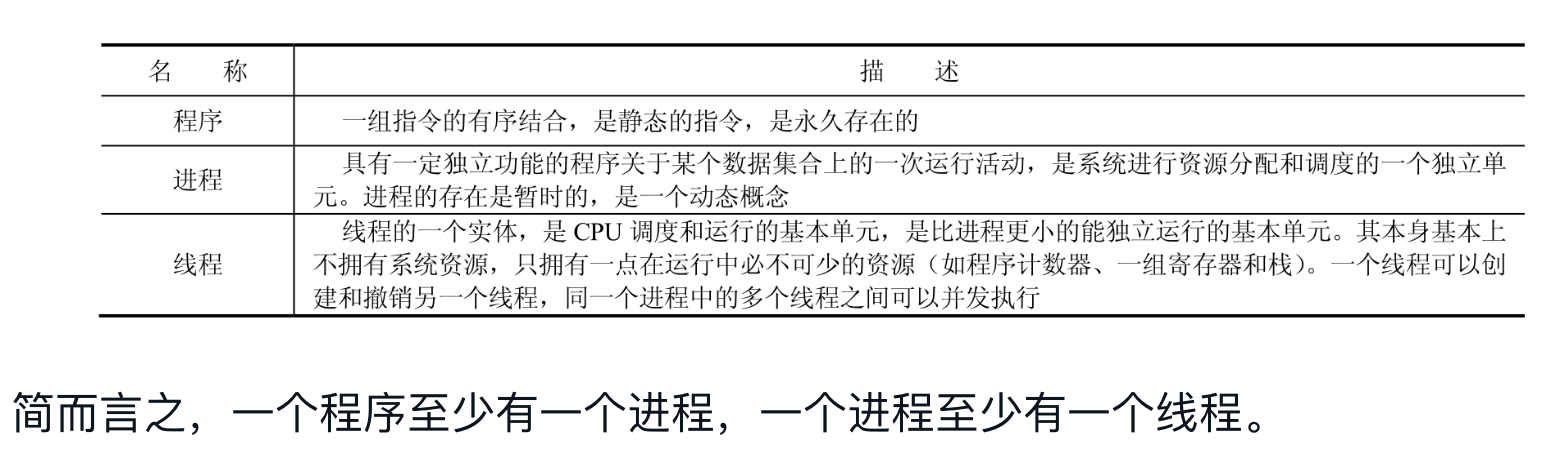 名 称 描 述
程序 一组指令的有序结合，是静态的指令，是永久存在的
进程 具有一定独立功能的程序关于某个数据集合上的一次运行活动，是系统进行资源分配和调度的一个独立单
元。进程的存在是暂时的，是一个动态概念
线程 线程的一个实体，是 CPU 调度和运行的基本单元，是比进程更小的能独立运行的基本单元。其本身基本上
不拥有系统资源，只拥有一点在运行中必不可少的资源（如程序计数器、一组寄存器和栈）。一个线程可以创
建和撤销另一个线程，同一个进程中的多个线程之间可以并发执行
简而言之，一个程序至少有一个进程，一个进程至少有一个线程。